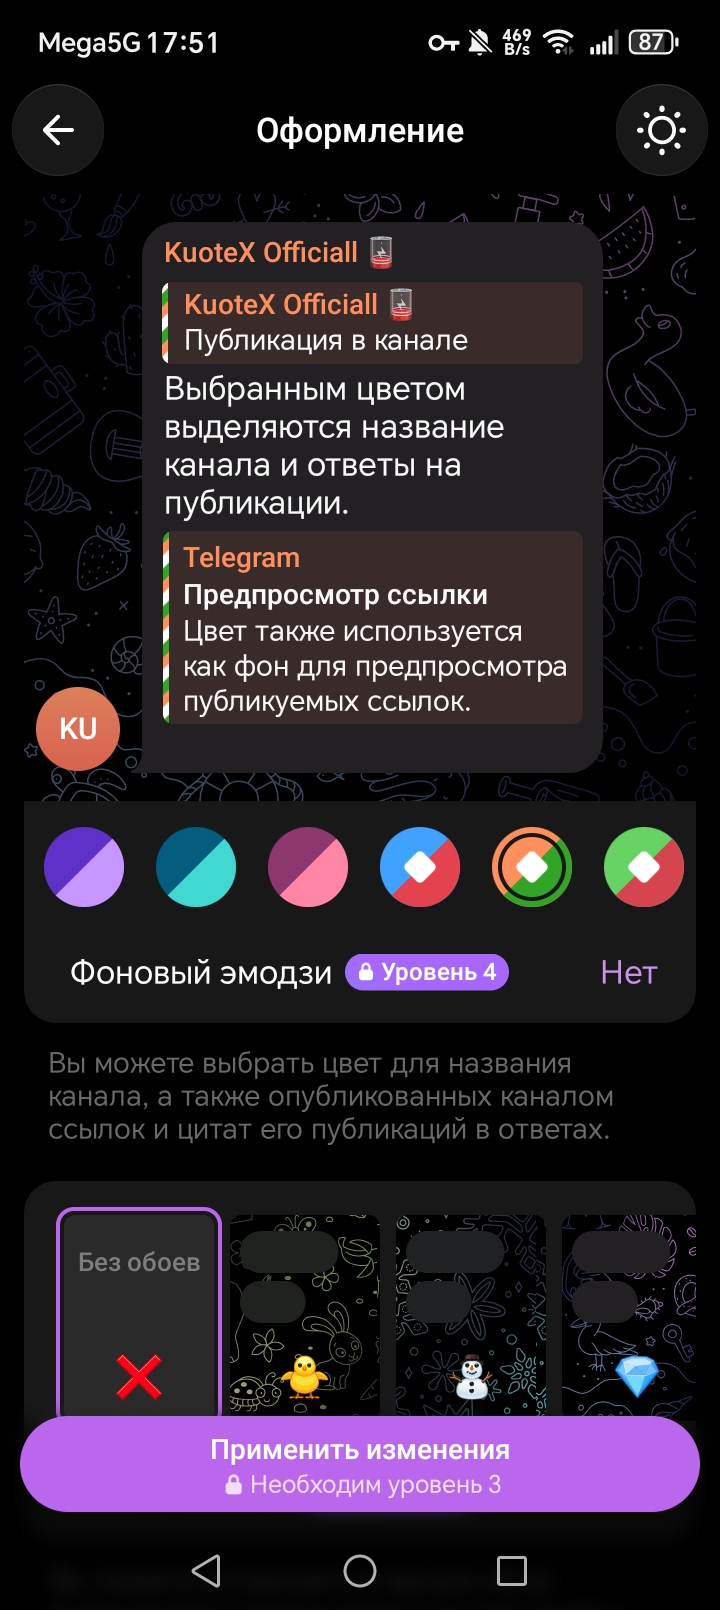 Mega5G 17:51
469
B/s
87
Оформление
KuoteX Officiall
KuoteX Officiall
Публикация в канале
Выбранным цветом
выделяются название
канала и ответы на
публикации.
Telegram
Предпросмотр ссылки
Цвет также используется
как фон для предпросмотра
публикуемых ссылок.
KU
Фоновый эмодзи Уровень 4 Нет
Вы можете выбрать цвет для названия
канала, а также опубликованных каналом
ссылок и цитат его публикаций в ответах.
Без обоев
Применить изменения
Необходим уровень 3